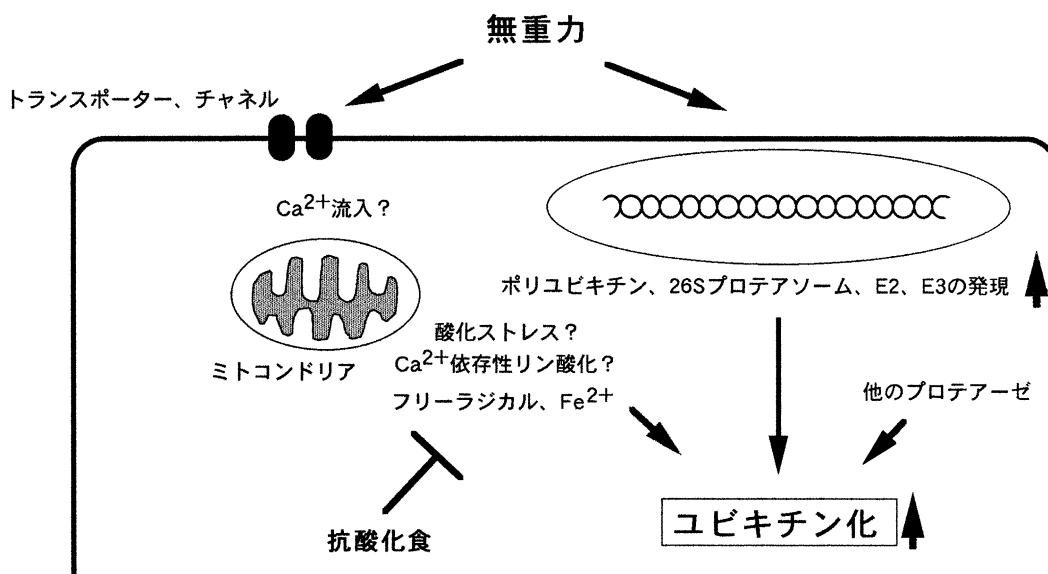 無重力
トランスポーター、チャネル
Ca2+流入？
ポリユビキチン、26Sプロテアソーム、E2、E3の発現
酸化ストレス？
ミトコンドリア
Ca2+依存性リン酸化？
他のプロテアーゼ
フリーラジカル、Fe2+
ユビキチン化
抗酸化食